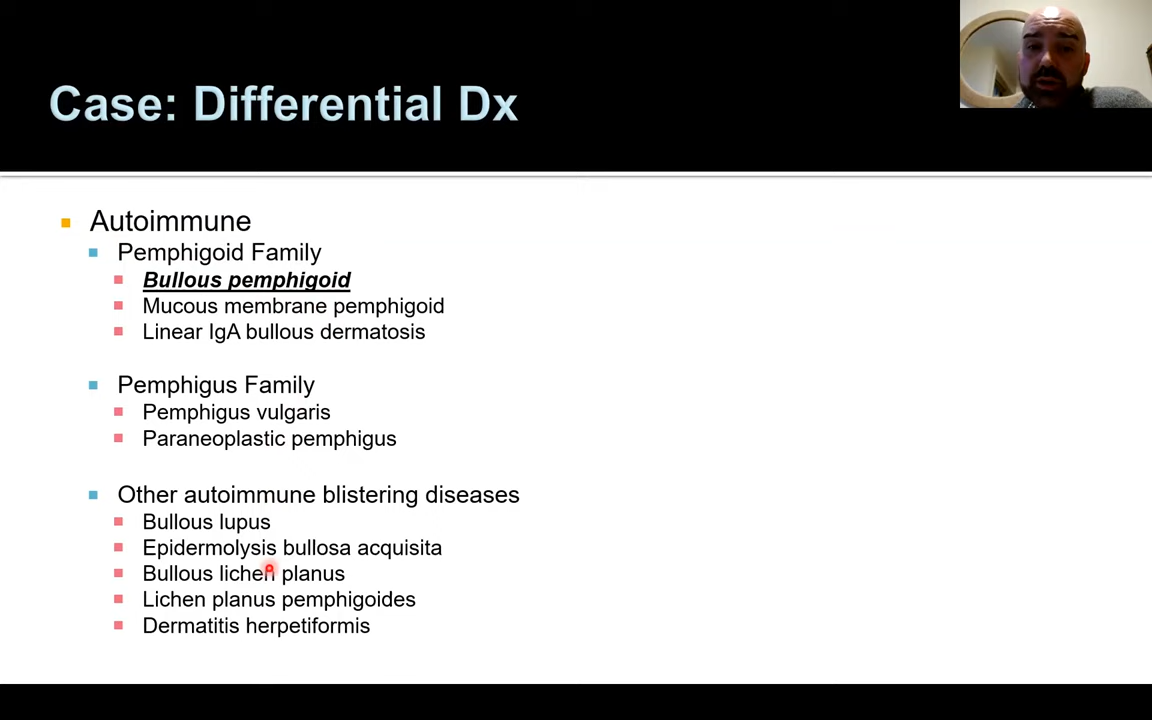 Case: Differential Dx
Autoimmune
Pemphigoid Family
Bullous pemphigoid
Mucous membrane pemphigoid
Linear IgA bullous dermatosis
Pemphigus Family
Pemphigus vulgaris
Paraneoplastic pemphigus
Other autoimmune blistering diseases
Bullous lupus
Epidermolysis bullosa acquisita
Bullous lichen planus
Lichen planus pemphigoides
Dermatitis herpetiformis